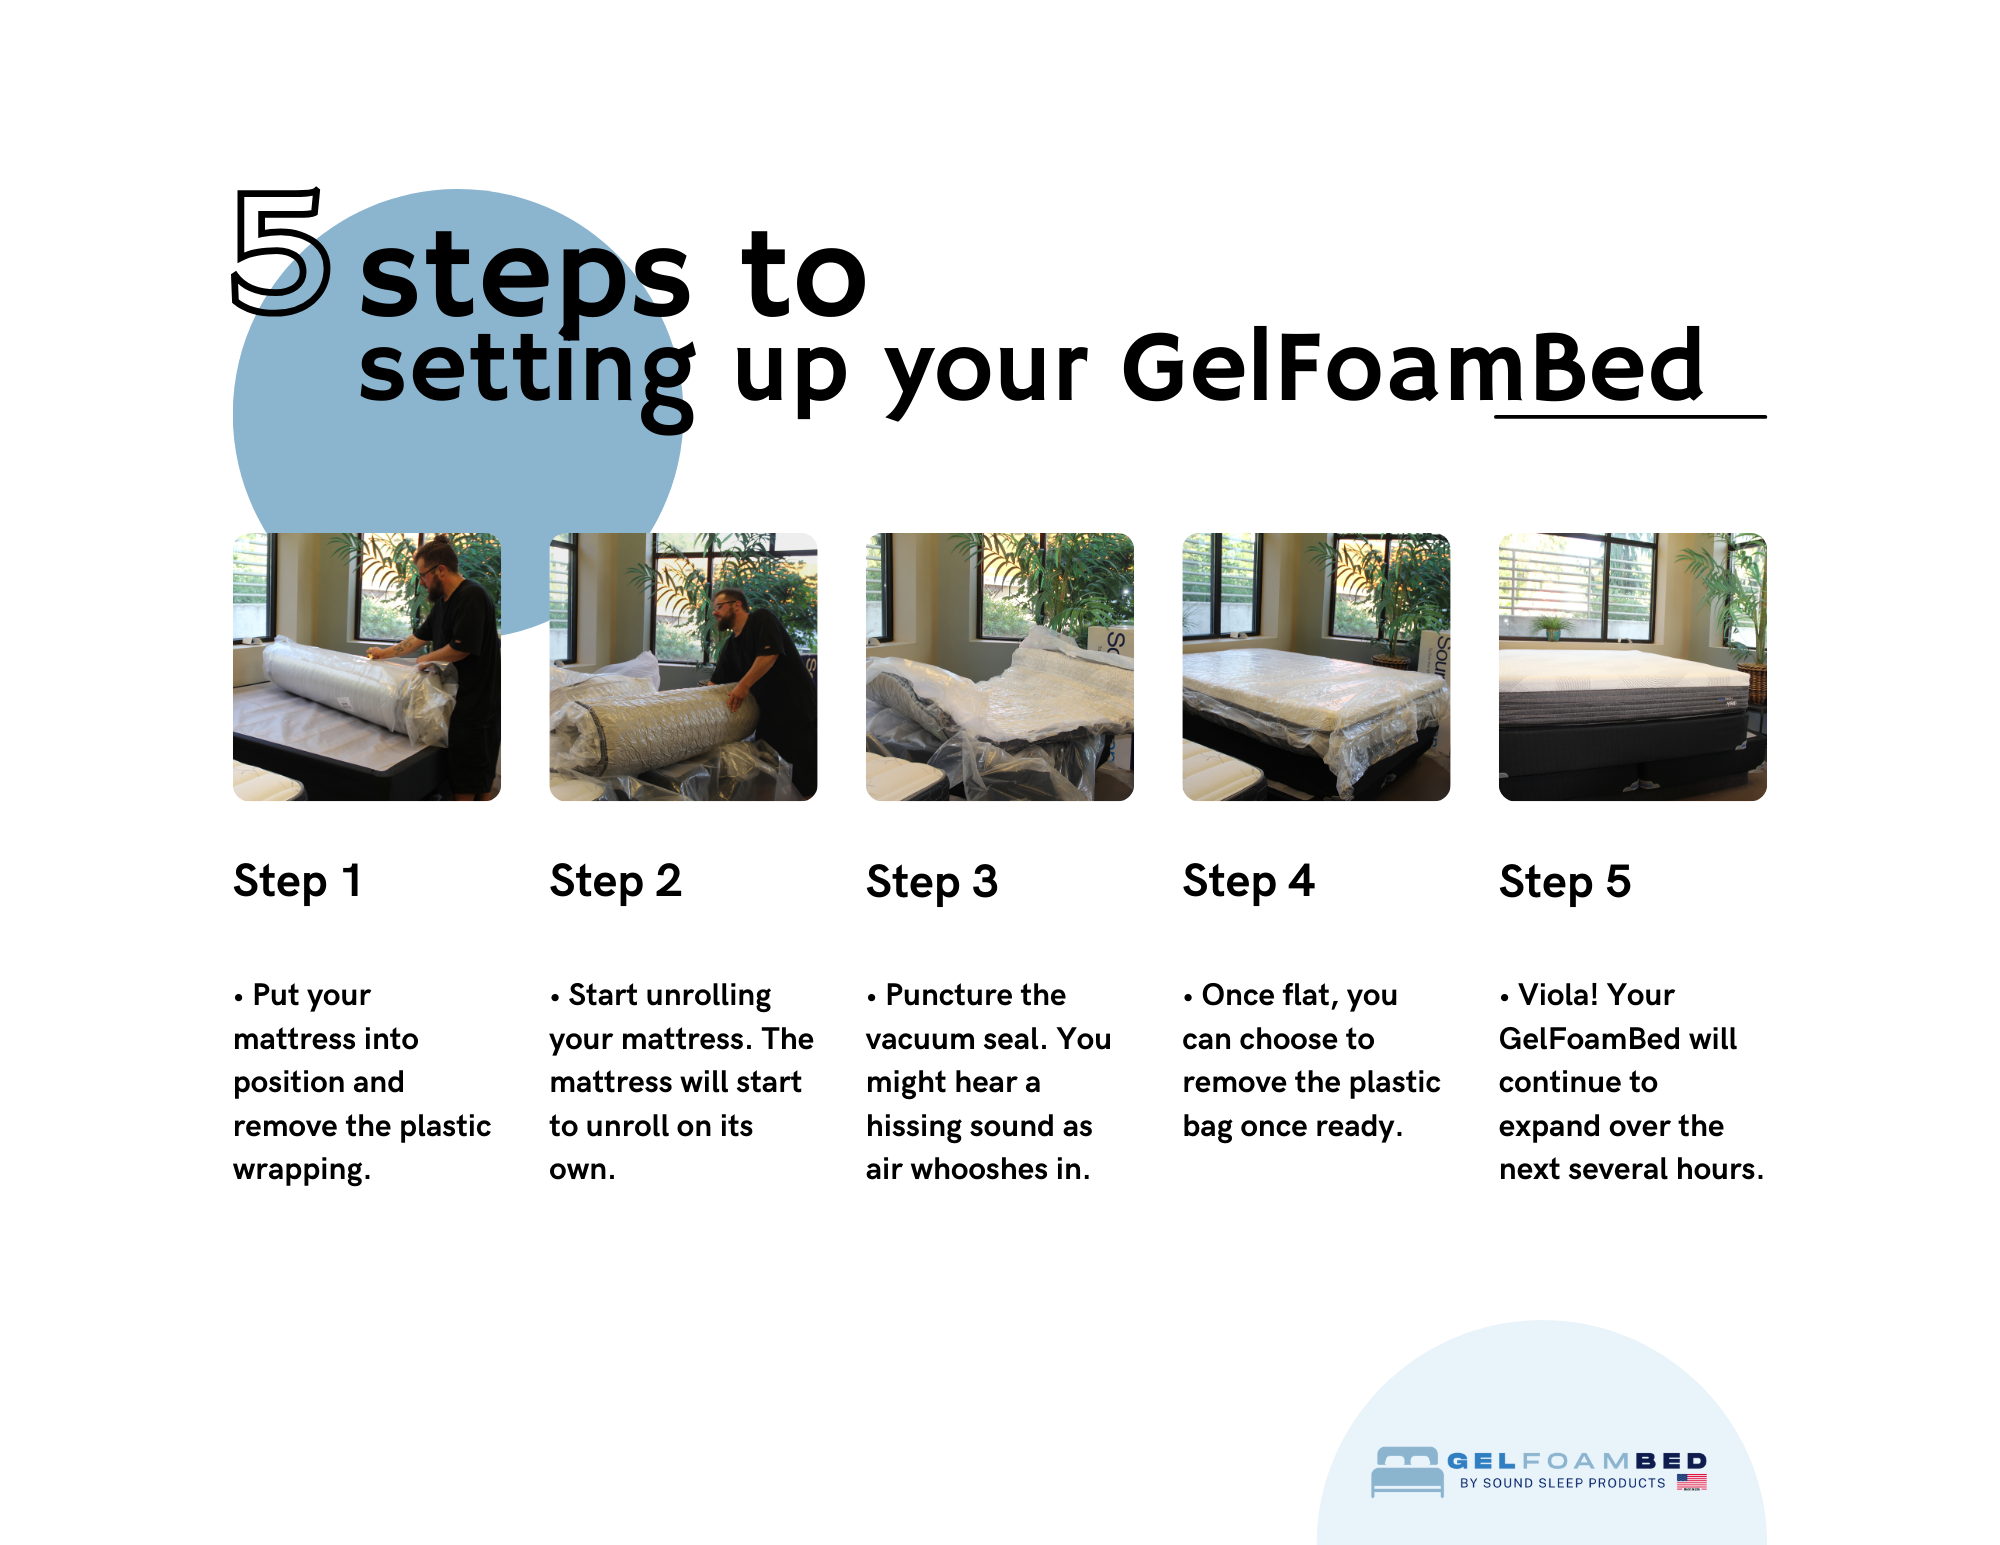 5 steps to
setting up your GelFoamBed
Step 1
• Put your
mattress into
position and
remove the plastic
wrapping.
Step 2
• Start unrolling
your mattress. The
mattress will start
to unroll on its
own.
Step 3
• Puncture the
vacuum seal. You
might hear a
hissing sound as
air whooshes in.
Step 4
• Once flat, you
can choose to
remove the plastic
bag once ready.
Step 5
• Viola! Your
GelFoamBed will
continue to
expand over the
next several hours.
GELFOAMBED
BY SOUND SLEEP PRODUCTS